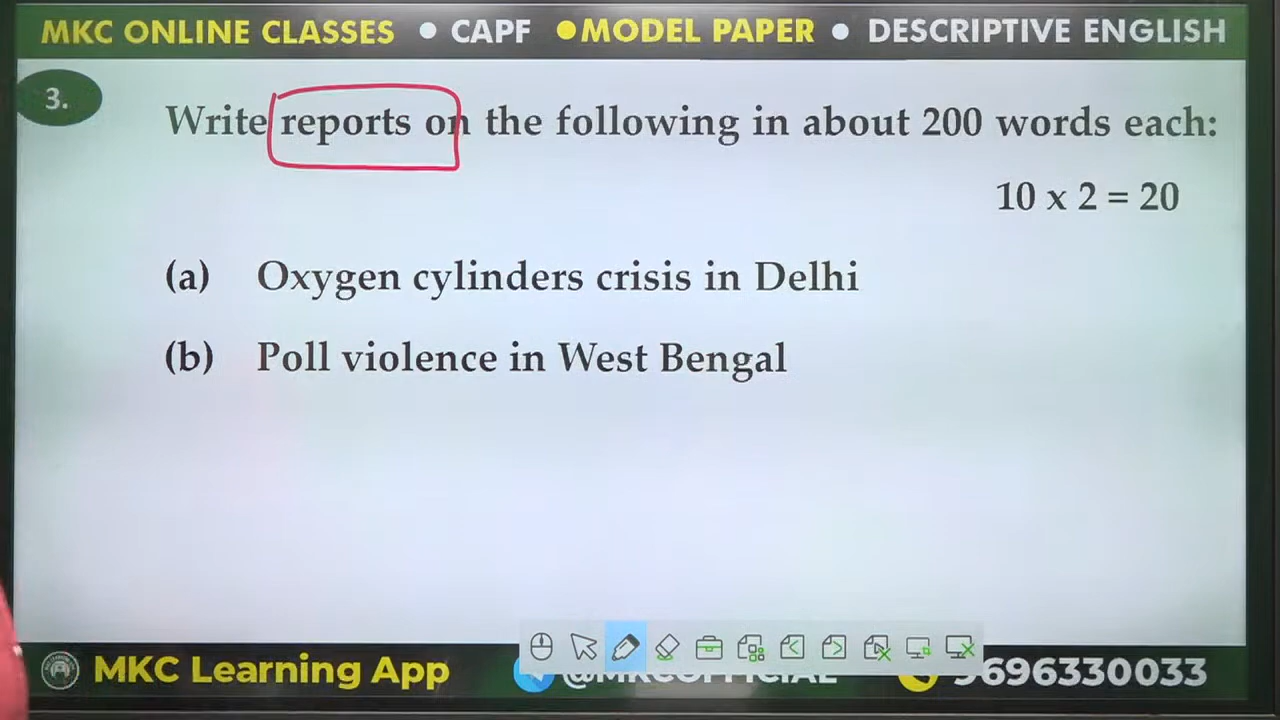 MKC ONLINE CLASSES • CAPF • MODEL PAPER • DESCRIPTIVE ENGLISH
3.
Write reports on the following in about 200 words each:
10 x 2 = 20
(a) Oxygen cylinders crisis in Delhi
(b) Poll violence in West Bengal
MKC Learning App @MKCOFFICIAL 9696330033